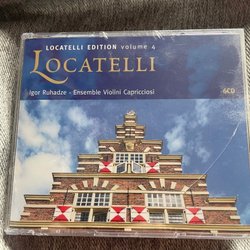 LOCATELLI EDITION volume 4
LOCATELLI
Igor Ruhadze - Ensemble Violini Capricciosi
6CD